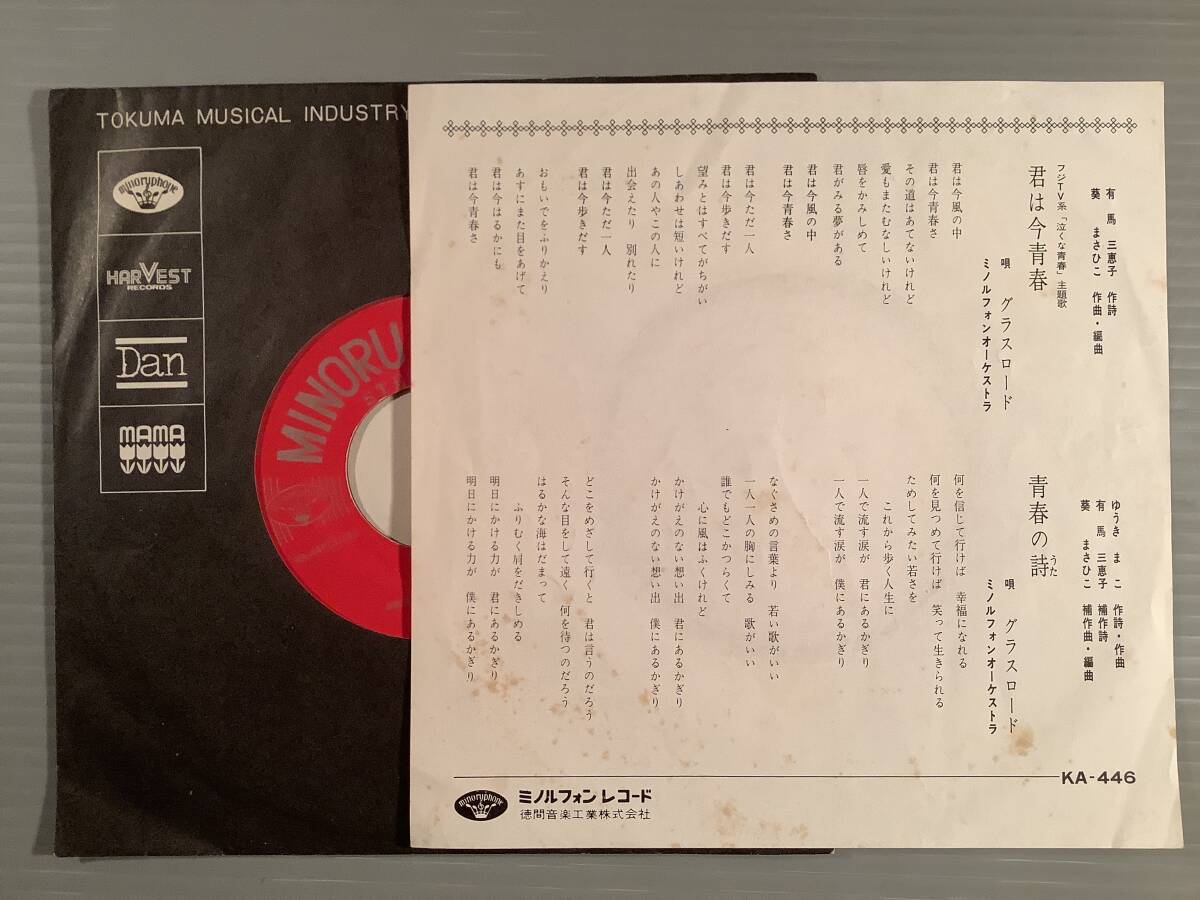 TOKUMA MUSICAL INDUSTRY
minoryphone
HARVEST
RECORDS
Dan
MAMA
MINORU
有馬三恵子 作詩
葵 まさひこ 作曲・編曲
フジTV系「泣くな青春」主題歌
君は今青春
唄 グラスロード
ミノルフォンオーケストラ
君は今風の中
君は今青春さ
その道はあてないけれど
愛もまたむなしいけれど
唇をかみしめて
君がみる夢がある
君は今風の中
君は今青春さ
君は今ただ一人
君は今歩きだす
望みとはすべてがちがい
しあわせは短いけれど
あの人やこの人に
出会えたり 別れたり
君は今ただ一人
君は今歩きだす
おもいでをふりかえり
あすにまた目をあげて
君は今はるかにも
君は今青春さ
ゆうき まこ 作詩・作曲
有馬三恵子 補作詩
葵 まさひこ 補作曲・編曲
青春の詩
うた
唄 グラスロード
ミノルフォンオーケストラ
何を信じて行けば 幸福になれる
何を見つめて行けば 笑って生きられる
ためしてみたい若さを
これから歩く人生に
一人で流す涙が 君にあるかぎり
一人で流す涙が 僕にあるかぎり
なぐさめの言葉より 若い歌がいい
一人一人の胸にしみる 歌がいい
誰でもどこかつらくて
心に風はふくけれど
かけがえのない想い出 君にあるかぎり
かけがえのない想い出 僕にあるかぎり
どこをめざして行くと 君は言うのだろう
そんな目をして遠く 何を待つのだろう
はるかな海はだまって
ふりむく肩をだきしめる
明日にかける力が 君にあるかぎり
明日にかける力が 僕にあるかぎり
KA-446
minoryphone
ミノルフォンレコード
徳間音楽工業株式会社